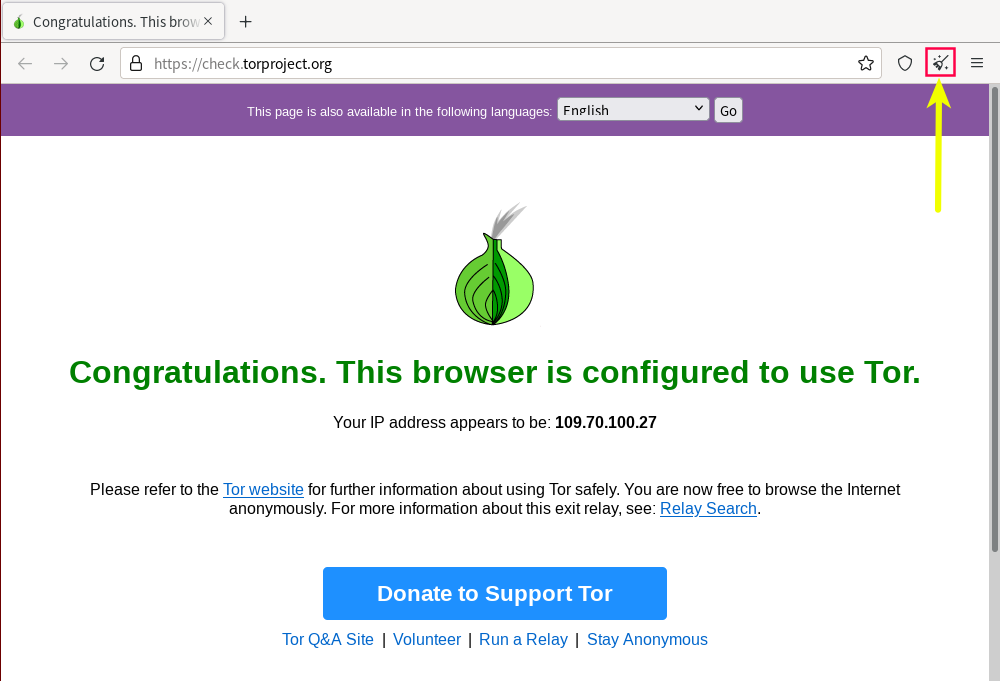 Congratulations. This brow
https://check.torproject.org
This page is also available in the following languages: English Go
Congratulations. This browser is configured to use Tor.
Your IP address appears to be: 109.70.100.27
Please refer to the Tor website for further information about using Tor safely. You are now free to browse the Internet
anonymously. For more information about this exit relay, see: Relay Search.
Donate to Support Tor
Tor Q&A Site | Volunteer | Run a Relay | Stay Anonymous